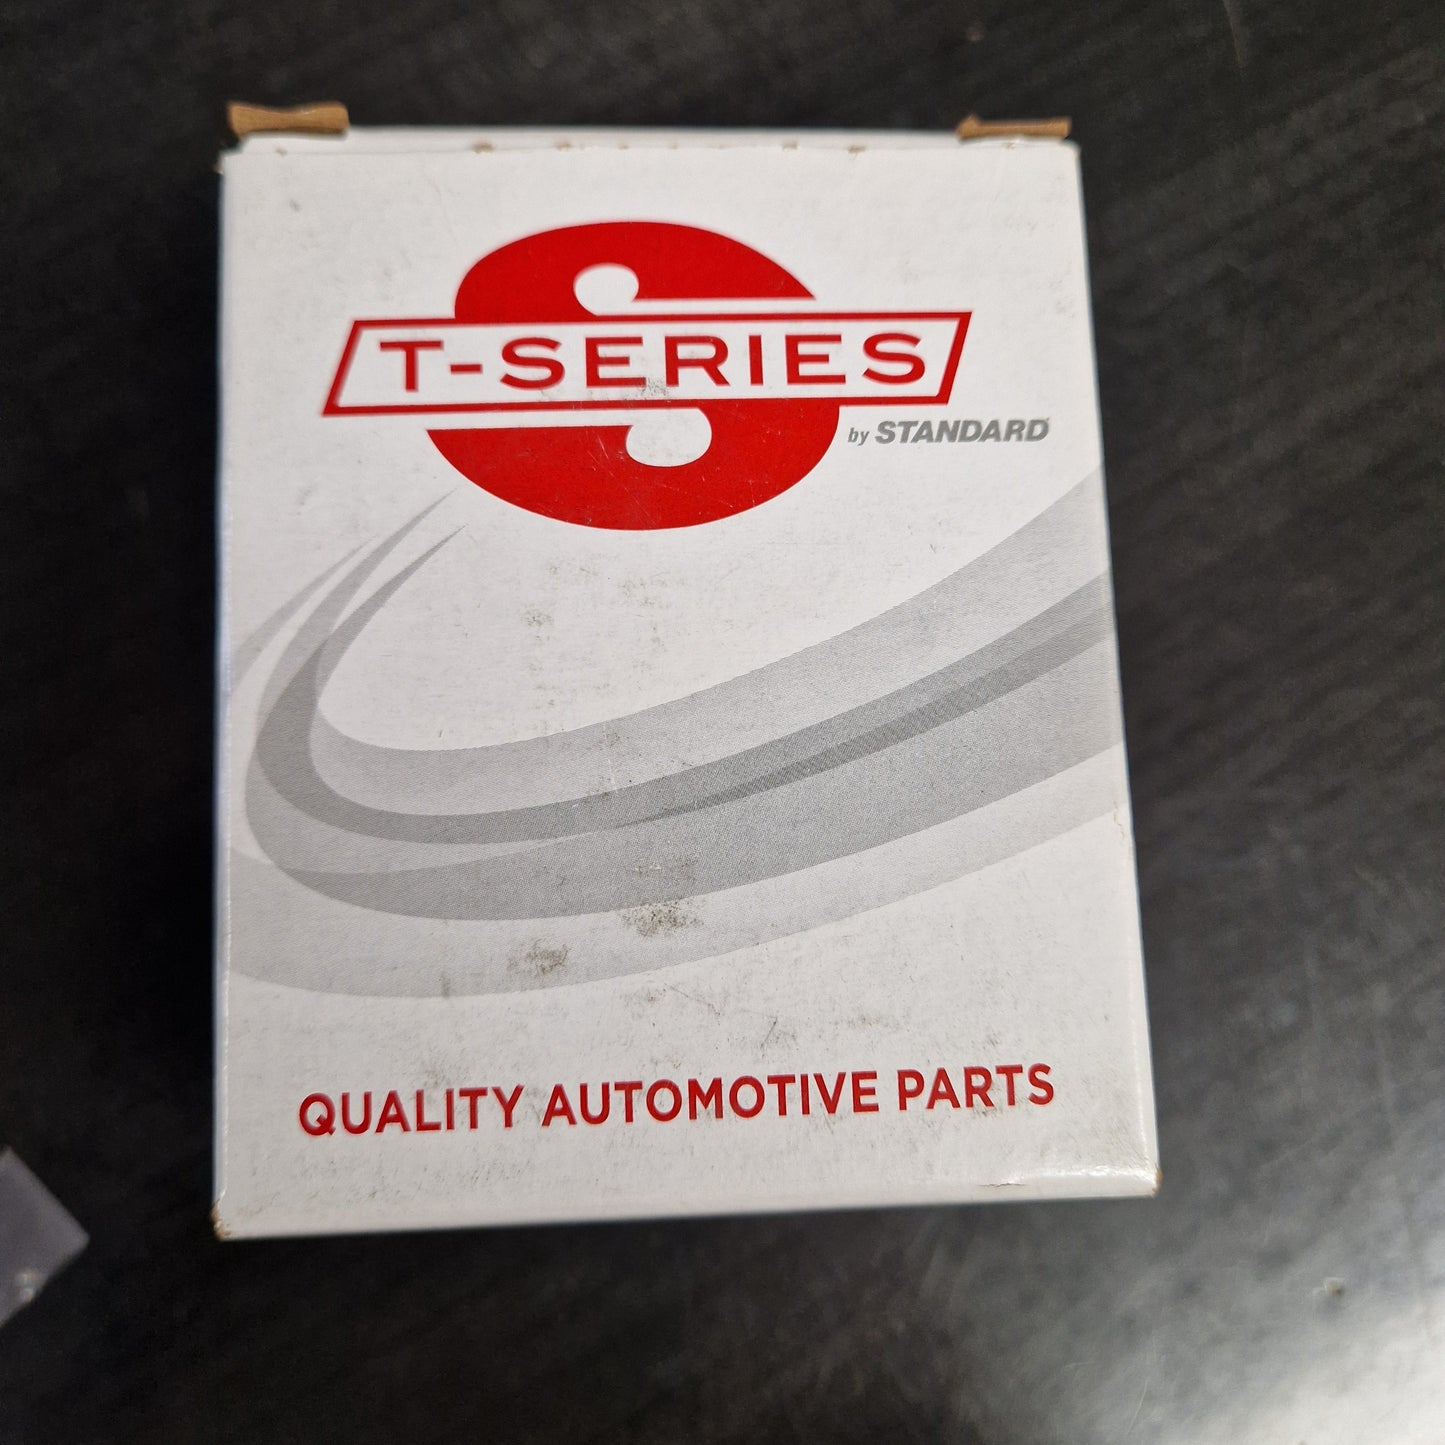 T-SERIES
by STANDARD
QUALITY AUTOMOTIVE PARTS